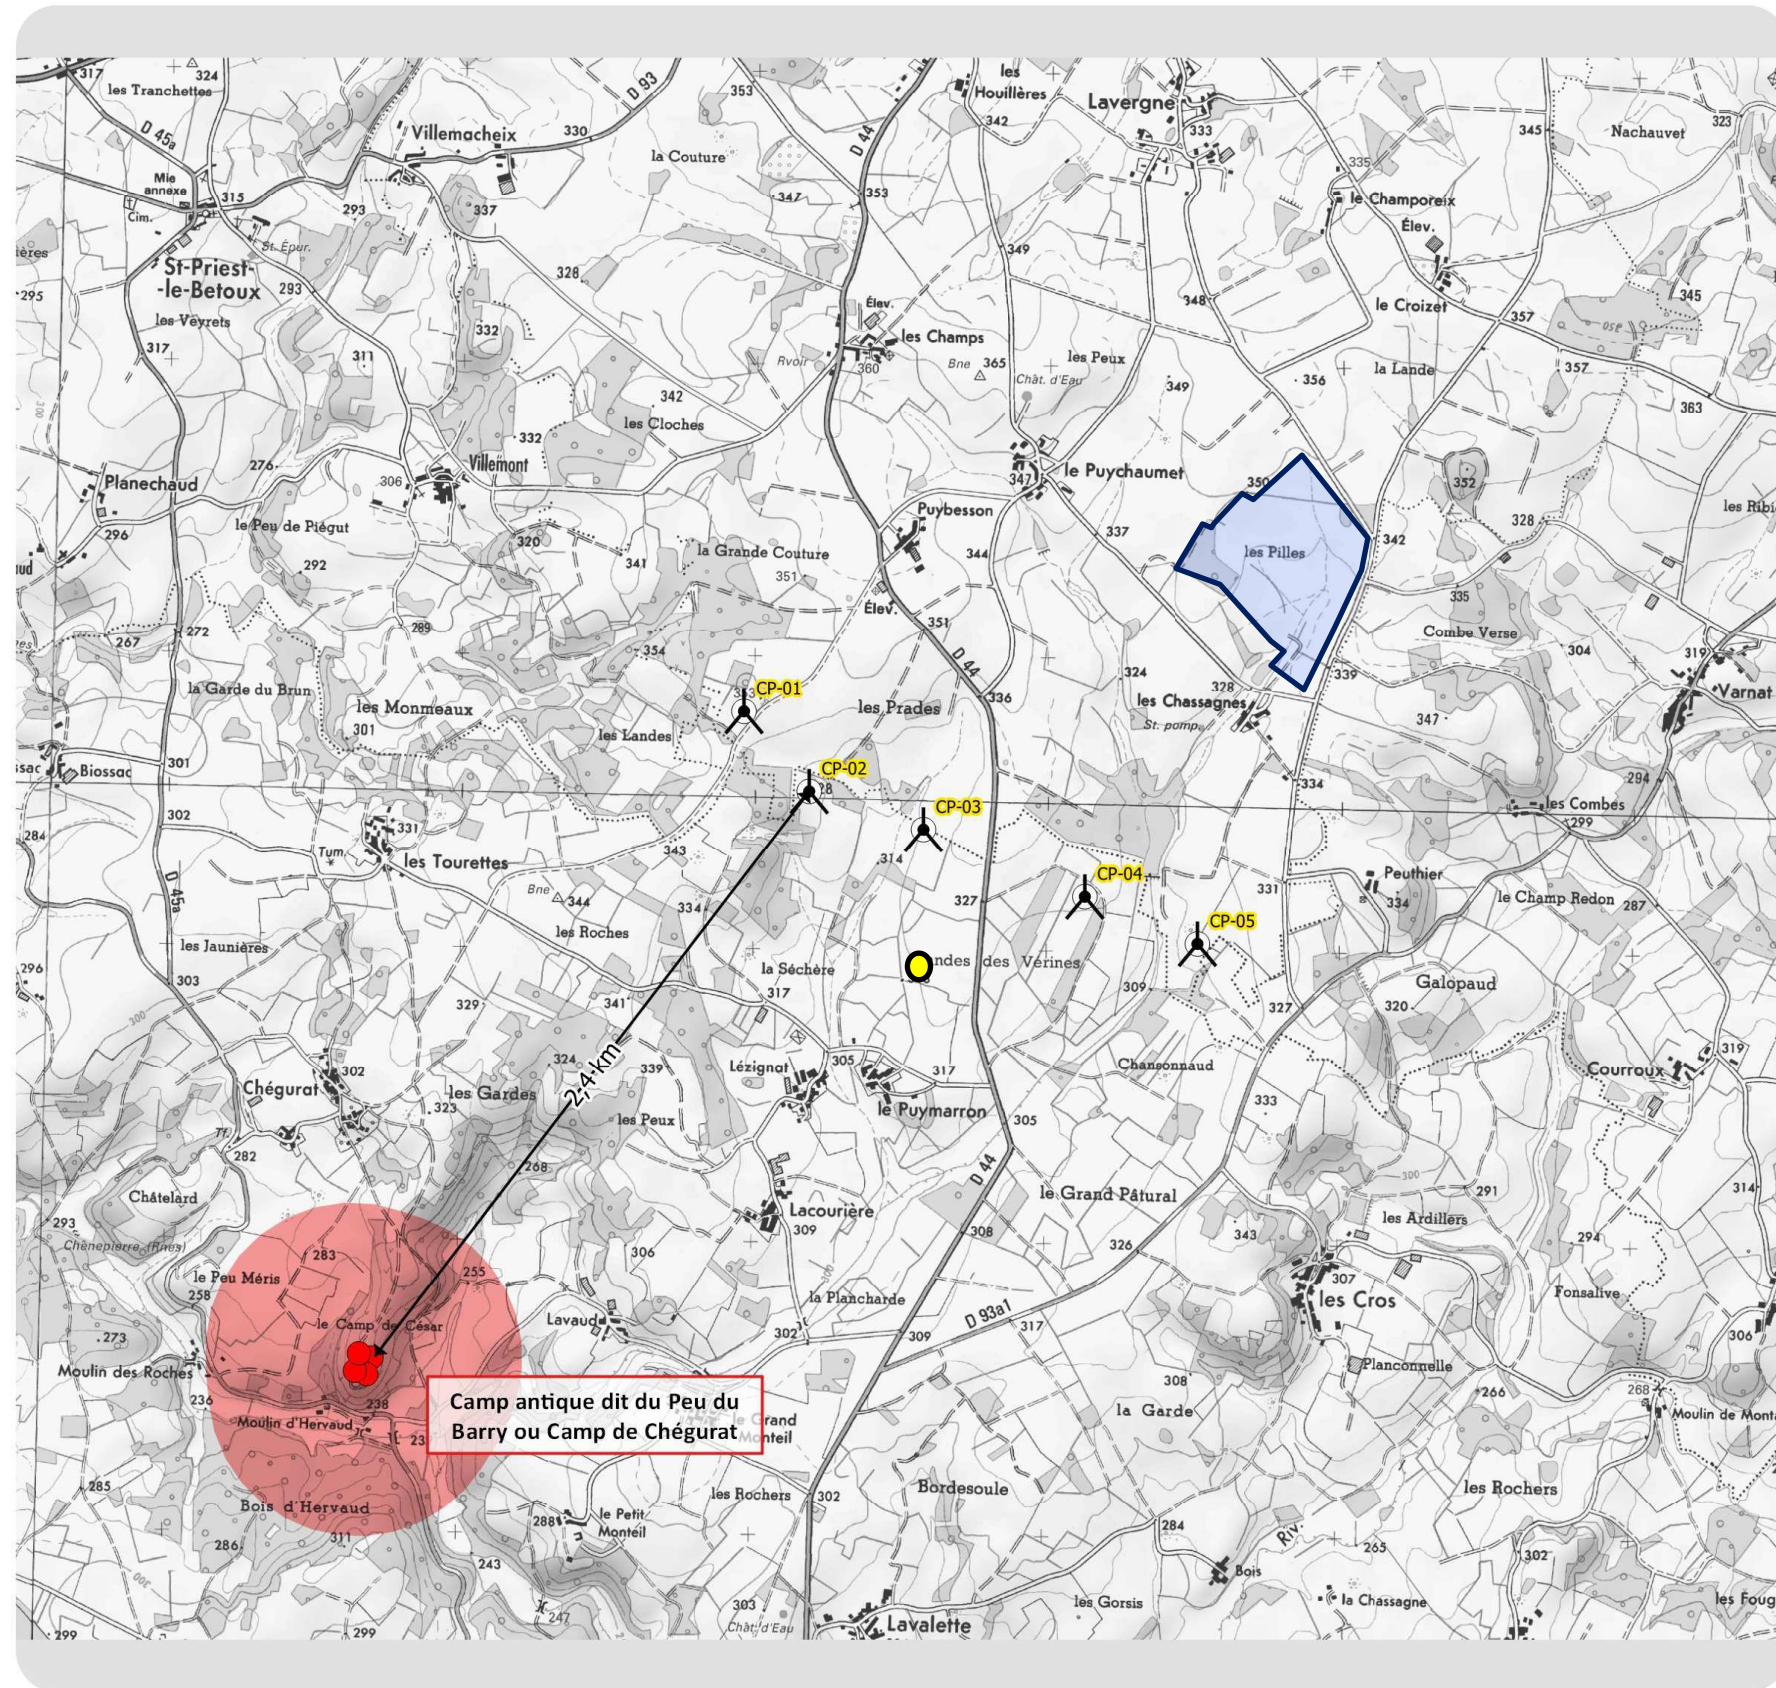 317
324
les Tranchettes
D 45a
D 93
353
les
Houillères
342
Lavergne
333
345
Nachauvet
323
Villemacheix
330
la Couture
D 44
335
le Champoreix
Élev.
Mie
annexe
Cim.
315
293
337
347
353
St. Épur.
St-Priest-
-le-Betoux
293
295
les Veyrets
317
311
328
332
349
348
le Croizet
357
345
350
Élev.
les Champs
Rvoir
360
Bne
365
Chât. d'Eau
les Peux
349
356
la Lande
357
363
342
les Cloches
332
Villemont
306
276
Planechaud
296
le Peu de Piégut
292
320
341
la Grande Couture
351
Puybesson
347
le Puychaumet
344
337
350
les Pilles
342
352
328
335
Combe Verse
304
319
Varnat
300
267
272
289
354
Élev.
351
D 44
336
324
328
339
347
la Garde du Brun
les Monmeaux
301
les Landes
CP-01
les Prades
les Chassagnes
St. pomp.
Biossac
301
302
284
CP-02
CP-03
334
294
les Combes
299
331
Tum.
les Tourettes
343
314
CP-04
331
Peuthier
334
le Champ Redon
287
D 45a
Bne
344
334
327
CP-05
les Jaunières
les Roches
296
303
329
341
la Séchère
317
ndes des Vérines
309
327
320
Galopaud
300
324
2,4 km
339
Chégurat
302
les Gardes
323
Lézignat
305
317
le Puymarron
305
Chansonnaud
333
Courroux
319
les Peux
Tf.
282
268
Châtelard
293
Chènepierre (Rnes)
Lacourière
309
D 44
le Grand Pâtural
308
326
343
300
291
les Ardillers
294
314
283
le Peu Méris
258
255
306
la Plancharde
307
les Cros
Fonsalive
306
le Camp de César
Lavaud
302
309
D 93a1
317
273
Moulin des Roches
236
238
Moulin d'Hervaud
Camp antique dit du Peu du
Barry ou Camp de Chégurat
Grand
Monteil
Planconnelle
308
266
268
la Garde
285
Bois d'Hervaud
311
286
les Rochers
302
Bordesoule
les Rochers
288
le Petit
Monteil
243
284
Riv.
265
302
300
Bois
247
303
Chât. d'Eau
Lavalette
les Gorsis
la Chassagne
299
299